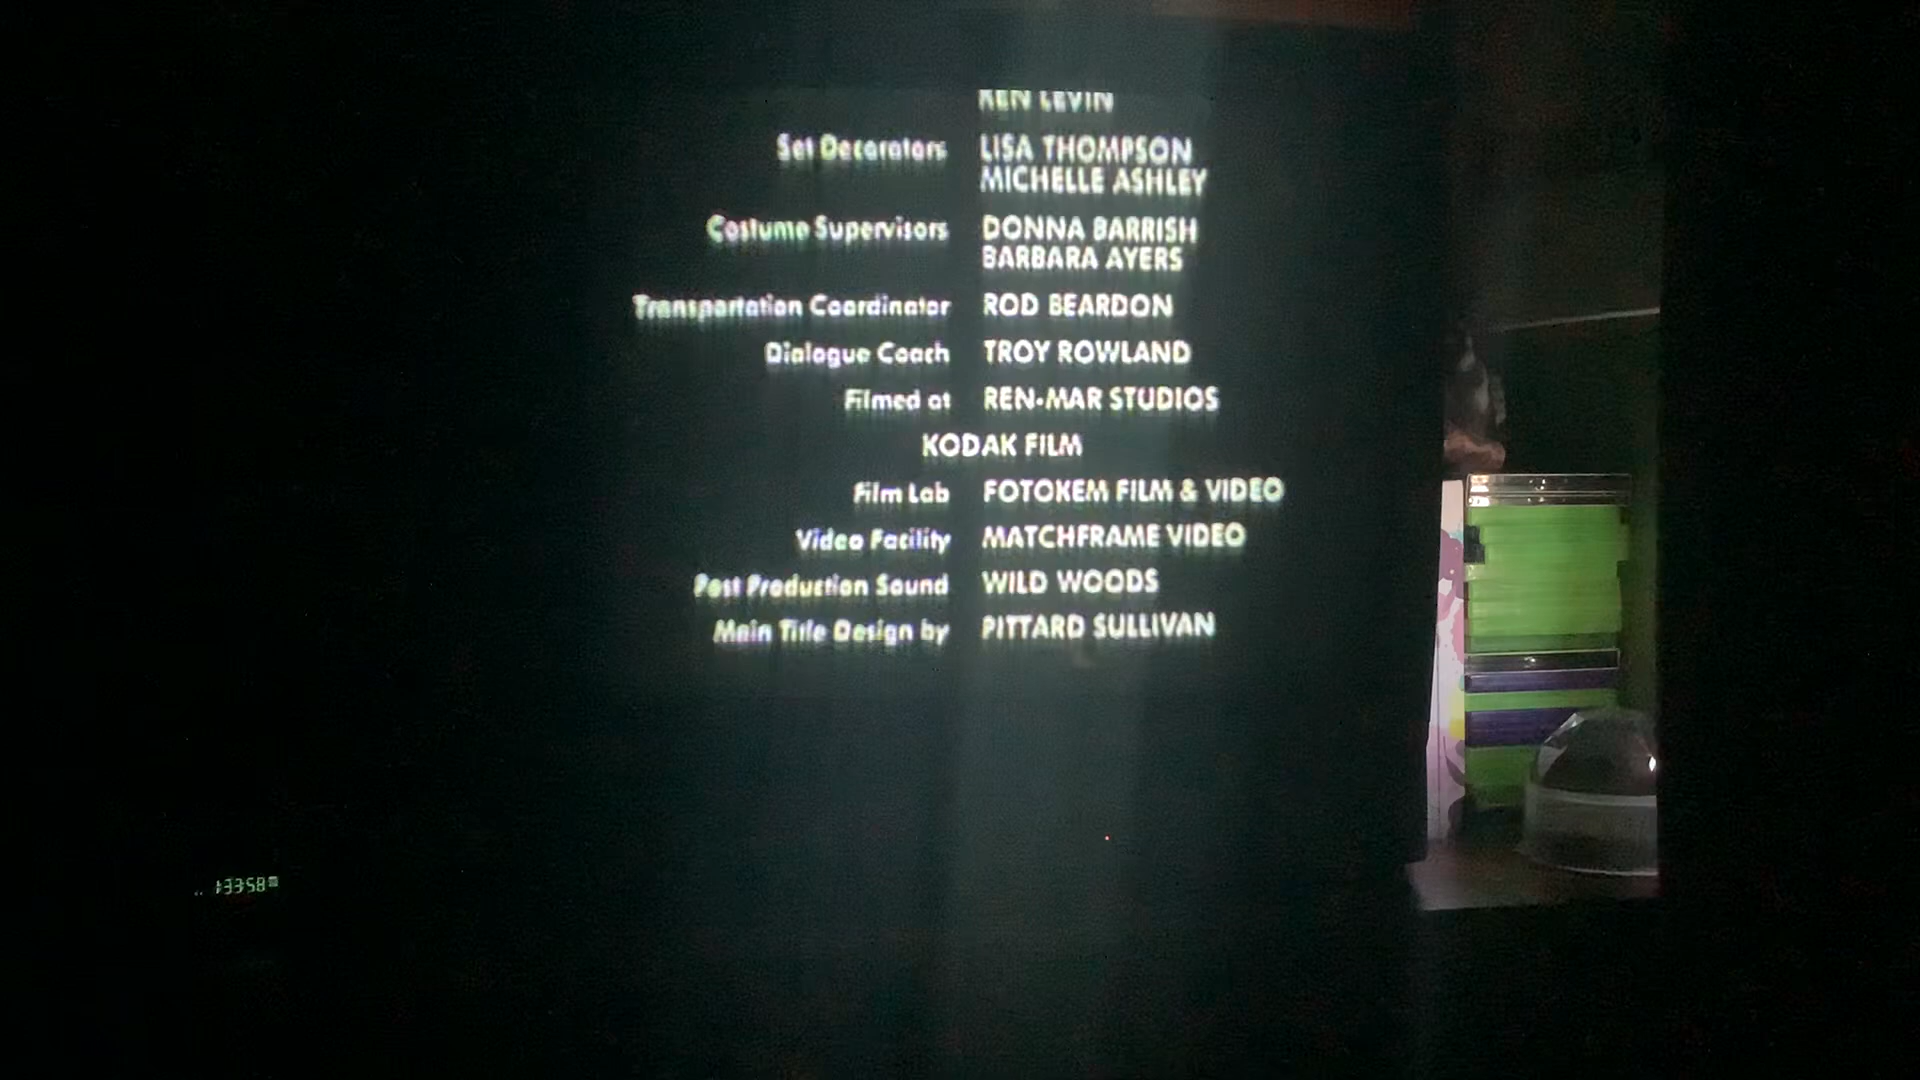 KEN LEVIN
Set Decorators LISA THOMPSON
MICHELLE ASHLEY
Costume Supervisors DONNA BARRISH
BARBARA AYERS
Transportation Coordinator ROD BEARDON
Dialogue Coach TROY ROWLAND
Filmed at REN-MAR STUDIOS
KODAK FILM
Film Lab FOTOKEM FILM & VIDEO
Video Facility MATCHFRAME VIDEO
Post Production Sound WILD WOODS
Main Title Design by PITTARD SULLIVAN